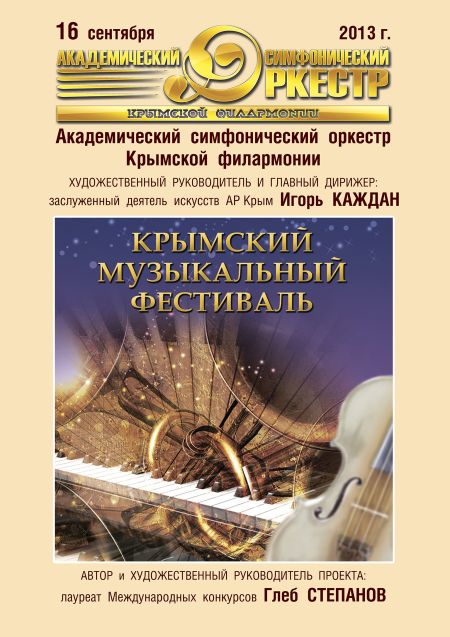 16 сентября 2013 г.
АКАДЕМИЧЕСКИЙ СИМФОНИЧЕСКИЙ
ОРКЕСТР
КРЫМСКОЙ ФИЛАРМОНИИ
Академический симфонический оркестр
Крымской филармонии
ХУДОЖЕСТВЕННЫЙ РУКОВОДИТЕЛЬ И ГЛАВНЫЙ ДИРИЖЕР:
заслуженный деятель искусств АР Крым Игорь КАЖДАН
КРЫМСКИЙ
МУЗЫКАЛЬНЫЙ
ФЕСТИВАЛЬ
АВТОР и ХУДОЖЕСТВЕННЫЙ РУКОВОДИТЕЛЬ ПРОЕКТА:
лауреат Международных конкурсов Глеб СТЕПАНОВ